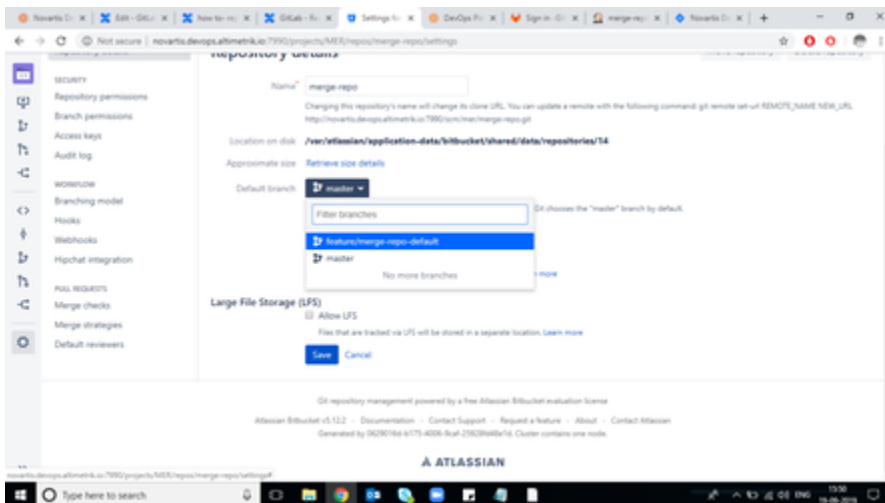 Novartis D
Edit - GitL
how-to-re
GitLab - Re
Settings fo
DevOps Pi
Sign in · Gi
merge-rep
Novartis D
Not secure | novartis.devops.altimetrik.io:7990/projects/MER/repos/merge-repo/settings
Repository details
Repository details
SECURITY
Repository permissions
Branch permissions
Access keys
Audit log
WORKFLOW
Branching model
Hooks
Webhooks
Hipchat integration
PULL REQUESTS
Merge checks
Merge strategies
Default reviewers
Name*
merge-repo
Changing this repository's name will change its clone URL. You can update a remote with the following command: git remote set-url REMOTE_NAME NEW_URL
http://novartis.devops.altimetrik.io:7990/scm/mer/merge-repo.git
Location on disk /var/atlassian/application-data/bitbucket/shared/data/repositories/14
Approximate size Retrieve size details
Default branch master
Filter branches
Git chooses the "master" branch by default.
feature/merge-repo-default
master
No more branches
more
Large File Storage (LFS)
Allow LFS
Files that are tracked via LFS will be stored in a separate location. Learn more
Save Cancel
Git repository management powered by a free Atlassian Bitbucket evaluation license
Atlassian Bitbucket v5.12.2 · Documentation · Contact Support · Request a feature · About · Contact Atlassian
Cluster contains one node.
ATLASSIAN
novartis.devops.altimetrik.io:7990/projects/MER/repos/merge-repo/settings#
Type here to search
ENG
15:50
19-09-2019